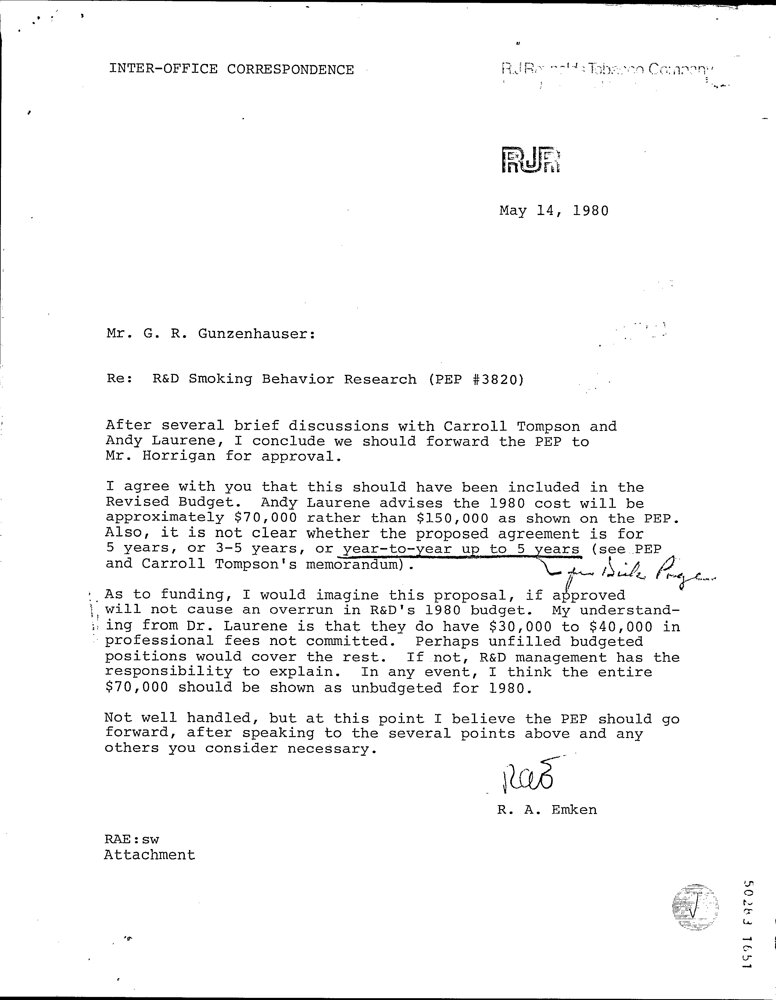 INTER-OFFICE CORRESPONDENCE
Tobacco Company
RJR
May 14, 1980
Mr. G. R. Gunzenhauser:
Re: R&D Smoking Behavior Research (PEP #3820)
After several brief discussions with Carroll Tompson and
Andy Laurene, I conclude we should forward the PEP to
Mr. Horrigan for approval.
I agree with you that this should have been included in the
Revised Budget. Andy Laurene advises the 1980 cost will be
approximately $70,000 rather than $150,000 as shown on the PEP.
Also, it is not clear whether the proposed agreement is for
5 years, or 3-5 years, or year-to-year up to 5 years (see PEP
and Carroll Tompson's memorandum).
per Dick
As to funding, I would imagine this proposal, if approved
will not cause an overrun in R&D's 1980 budget. My understand-
ing from Dr. Laurene is that they do have $30,000 to $40,000 in
professional fees not committed. Perhaps unfilled budgeted
positions would cover the rest. If not, R&D management has the
responsibility to explain. In any event, I think the entire
$70,000 should be shown as unbudgeted for 1980.
Not well handled, but at this point I believe the PEP should go
forward, after speaking to the several points above and any
others you consider necessary.
R. A. Emken
RAE:sw
Attachment
50263 1651